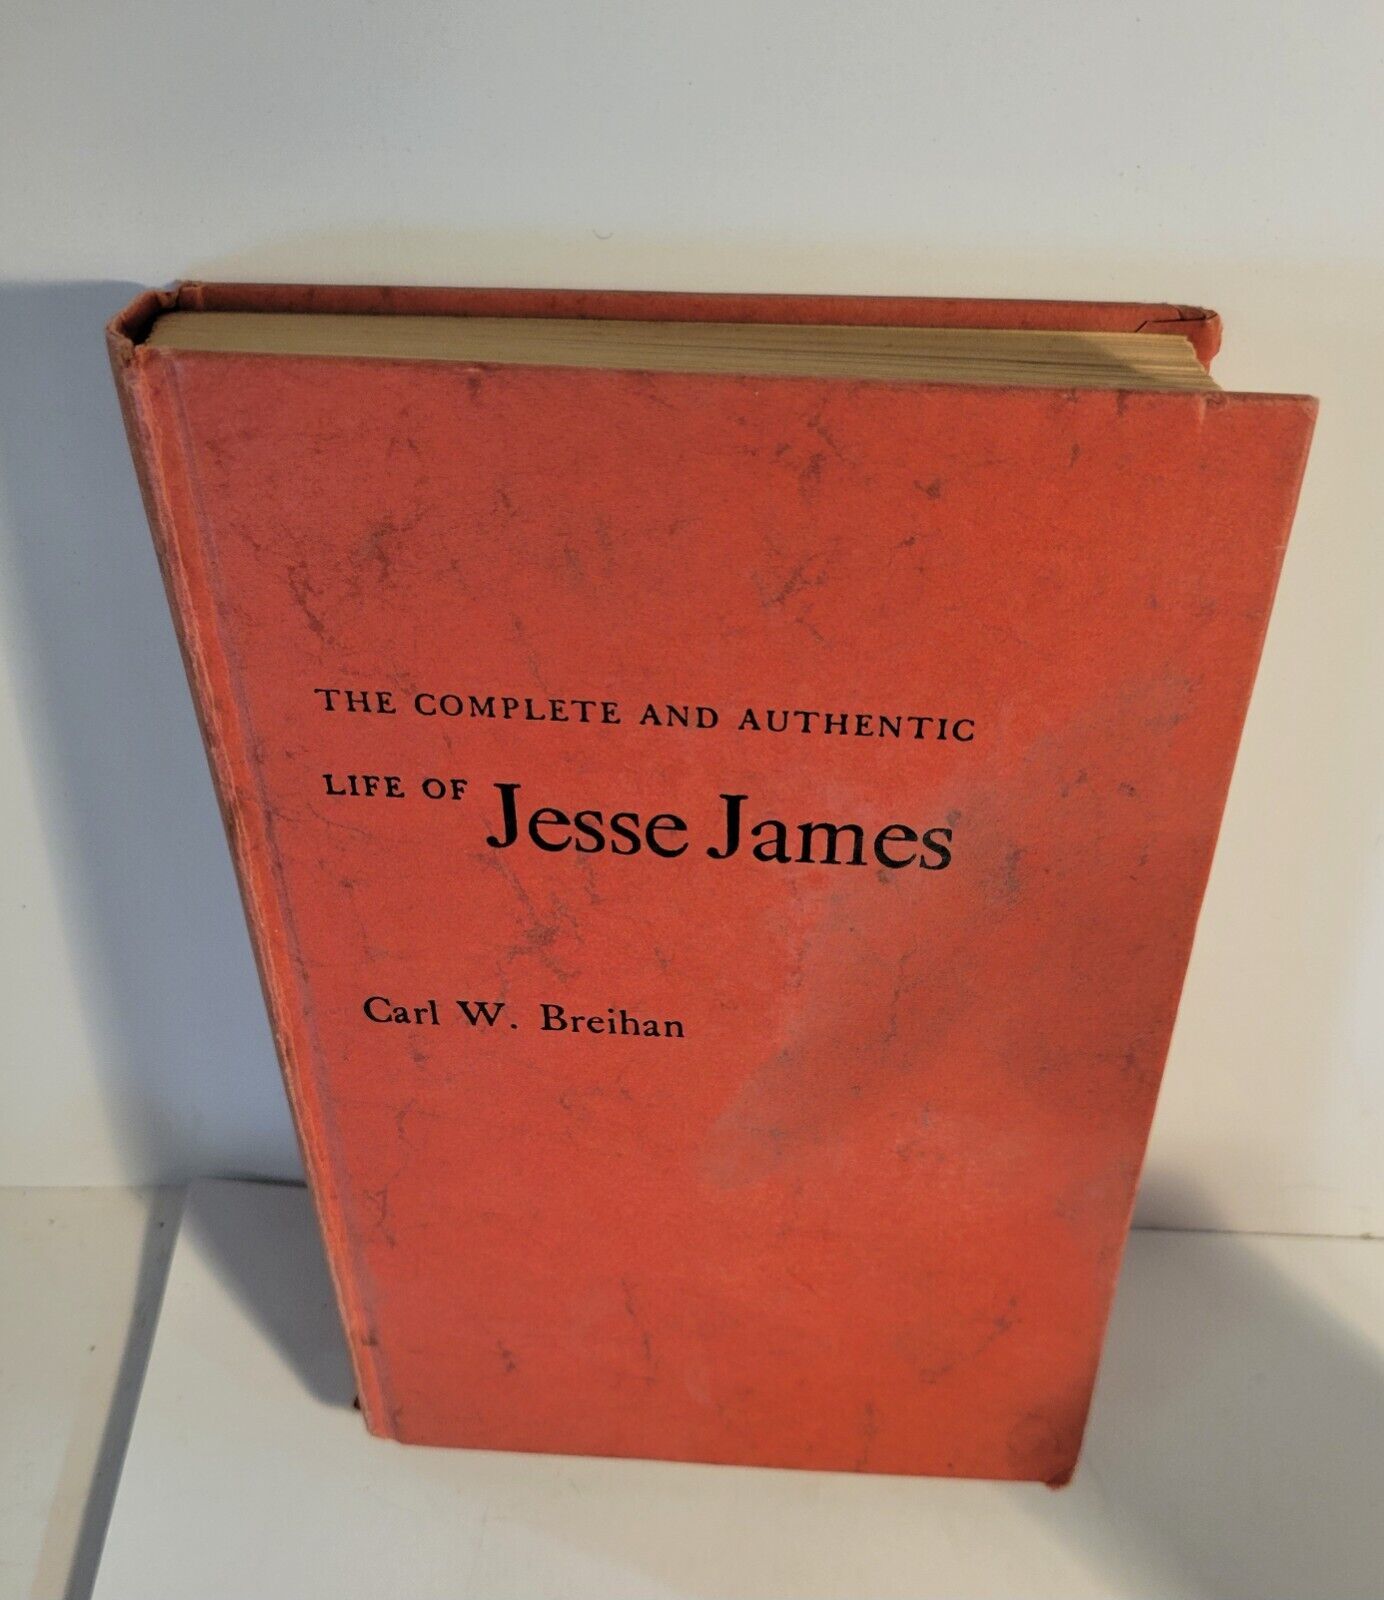 THE COMPLETE AND AUTHENTIC
LIFE OF Jesse James
Carl W. Breihan